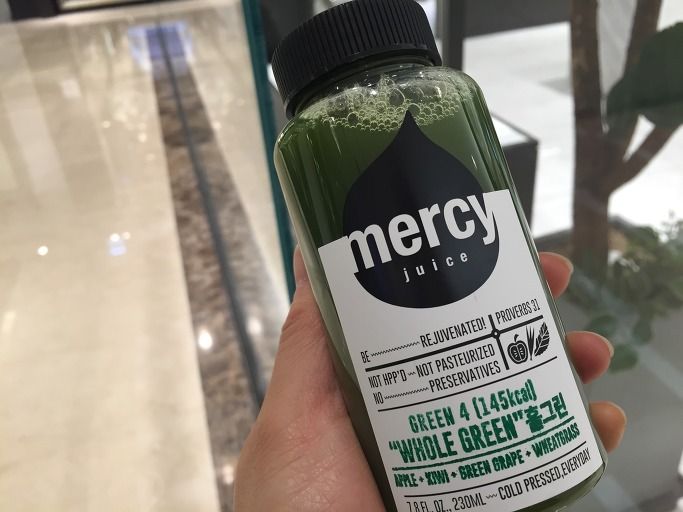 mercy
juice
BE REJUVENATED! PROVERBS 31
NOT HPP'D NOT PASTEURIZED
NO PRESERVATIVES
GREEN 4 (145kcal)
"WHOLE GREEN" 홀그린
APPLE + KIWI + GREEN GRAPE + WHEATGRASS
7.8 FL. OZ., 230ML COLD PRESSED, EVERYDAY